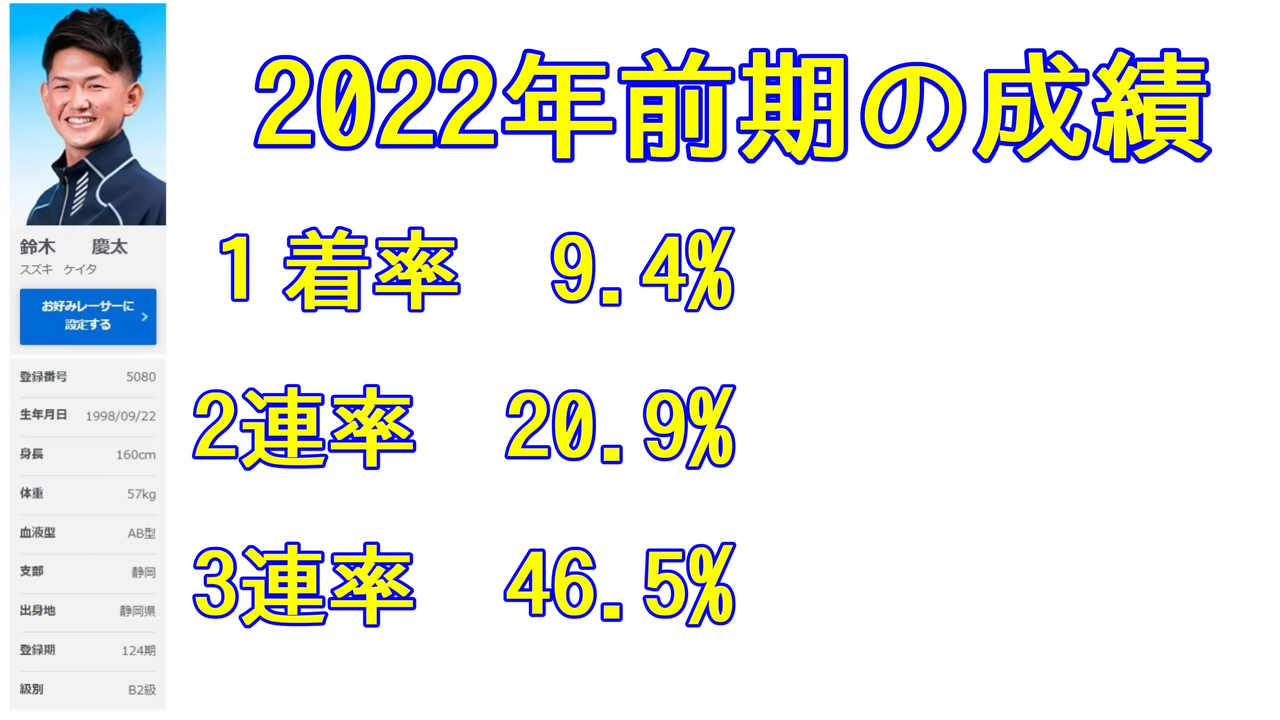 2022年前期の成績
1着率 9.4%
2連率 20.9%
3連率 46.5%
鈴木 慶太
スズキ ケイタ
お好みレーサーに
設定する
登録番号 5080
生年月日 1998/09/22
身長 160cm
体重 57kg
血液型 AB型
支部 静岡
出身地 静岡県
登録期 124期
級別 B2級